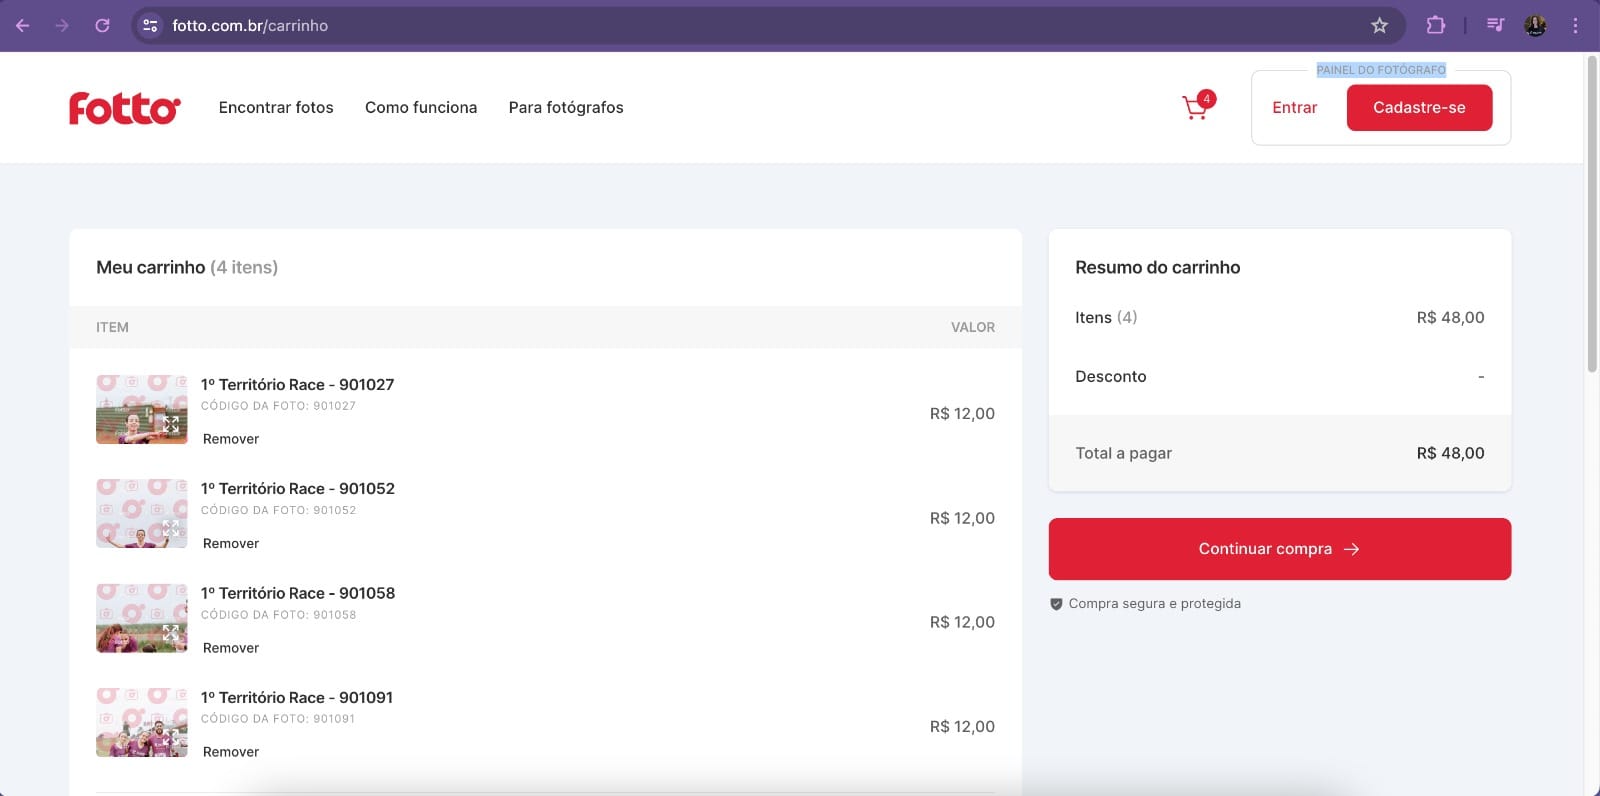 fotto.com.br/carrinho
PAINEL DO FOTÓGRAFO
fotto
Encontrar fotos
Como funciona
Para fotógrafos
4
Entrar
Cadastre-se
Meu carrinho (4 itens)
ITEM VALOR
1º Território Race - 901027
CÓDIGO DA FOTO: 901027
R$ 12,00
Remover
1º Território Race - 901052
CÓDIGO DA FOTO: 901052
R$ 12,00
Remover
1º Território Race - 901058
CÓDIGO DA FOTO: 901058
R$ 12,00
Remover
1º Território Race - 901091
CÓDIGO DA FOTO: 901091
R$ 12,00
Remover
Resumo do carrinho
Itens (4) R$ 48,00
Desconto -
Total a pagar R$ 48,00
Continuar compra →
Compra segura e protegida